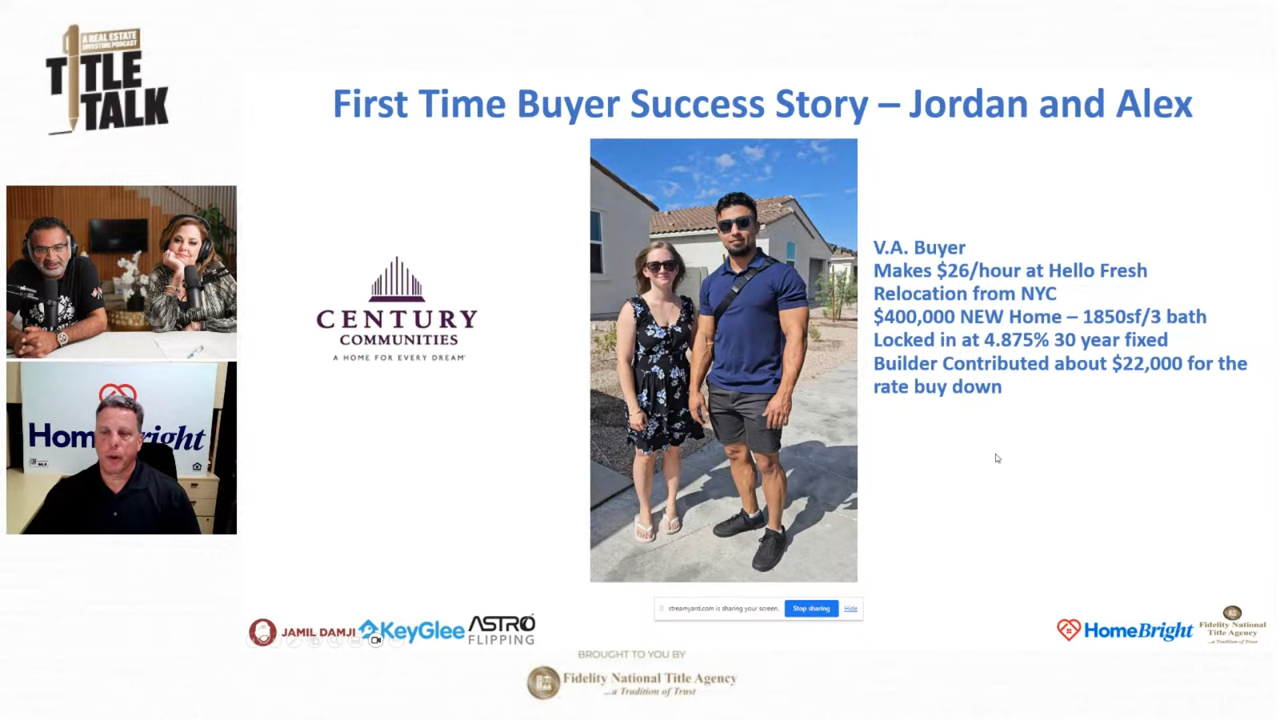 A REAL ESTATE
INVESTING PODCAST
TITLE
TALK
First Time Buyer Success Story – Jordan and Alex
CENTURY
COMMUNITIES
A HOME FOR EVERY DREAM
V.A. Buyer
Makes $26/hour at Hello Fresh
Relocation from NYC
$400,000 NEW Home – 1850sf/3 bath
Locked in at 4.875% 30 year fixed
Builder Contributed about $22,000 for the
rate buy down
streamyard.com is sharing your screen.
Stop sharing
Hide
JAMIL DAMJI
KeyGlee
ASTRO
FLIPPING
HomeBright
Fidelity National
Title Agency
...a Tradition of Trust
BROUGHT TO YOU BY
Fidelity National Title Agency
...a Tradition of Trust